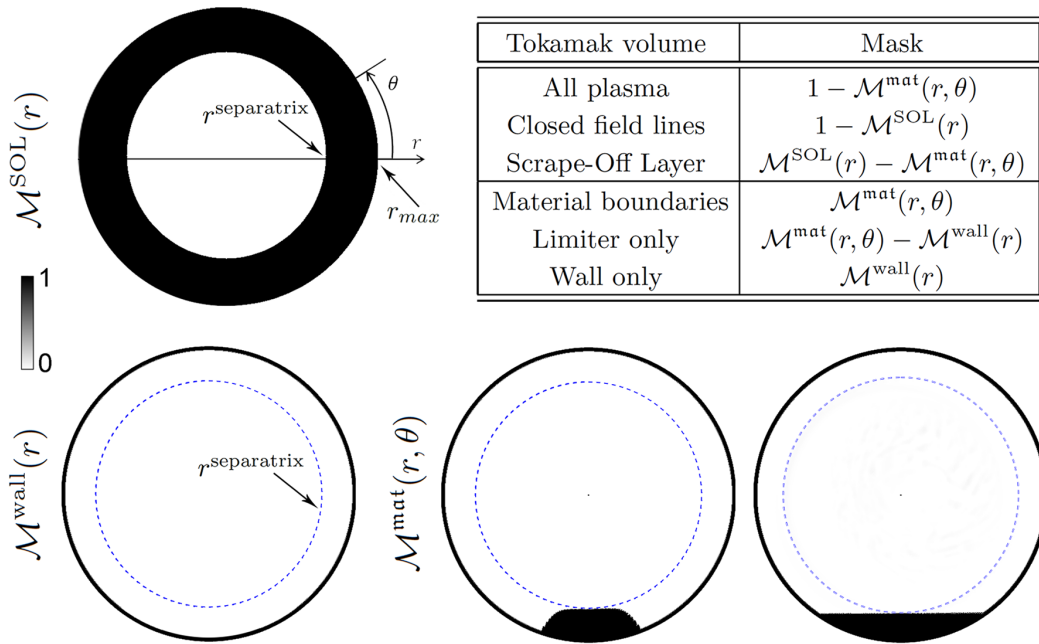 𝓜^SOL(r)
r^separatrix
θ
r
r_max
1
0
Tokamak volume Mask
All plasma 1 − 𝓜^𝔪𝔞𝔱(r, θ)
Closed field lines 1 − 𝓜^SOL(r)
Scrape-Off Layer 𝓜^SOL(r) − 𝓜^𝔪𝔞𝔱(r, θ)
Material boundaries 𝓜^𝔪𝔞𝔱(r, θ)
Limiter only 𝓜^𝔪𝔞𝔱(r, θ) − 𝓜^wall(r)
Wall only 𝓜^wall(r)
𝓜^wall(r)
r^separatrix
𝓜^𝔪𝔞𝔱(r, θ)